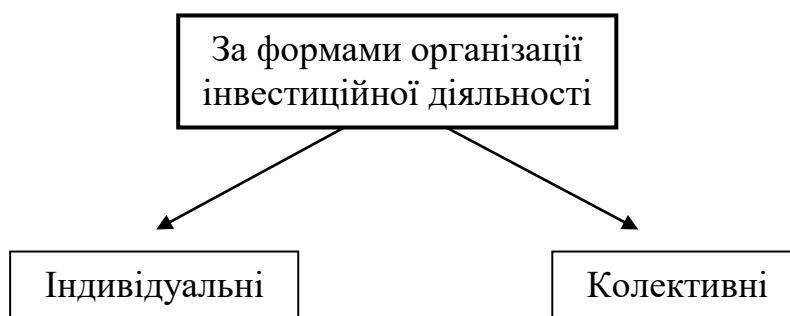 За формами організації
інвестиційної діяльності
Індивідуальні
Колективні